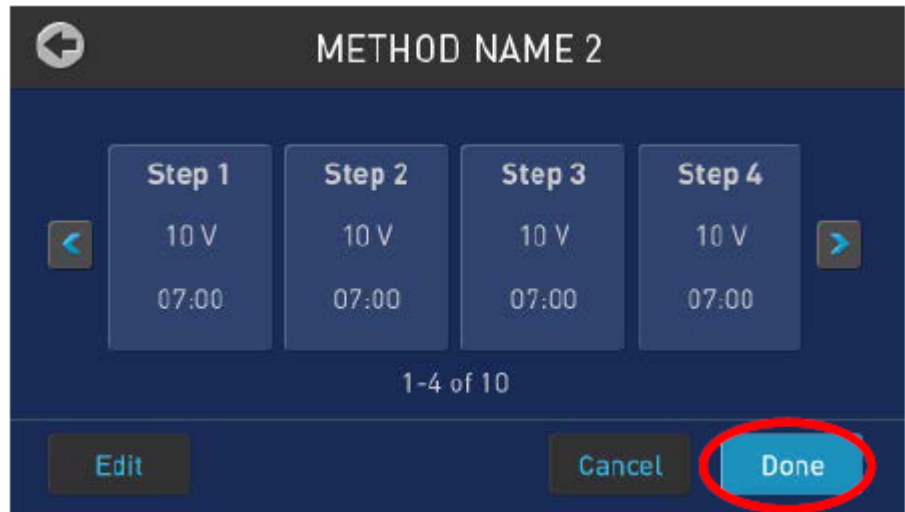 METHOD NAME 2
Step 1 Step 2 Step 3 Step 4
10 V 10 V 10 V 10 V
07:00 07:00 07:00 07:00
1-4 of 10
Edit Cancel Done